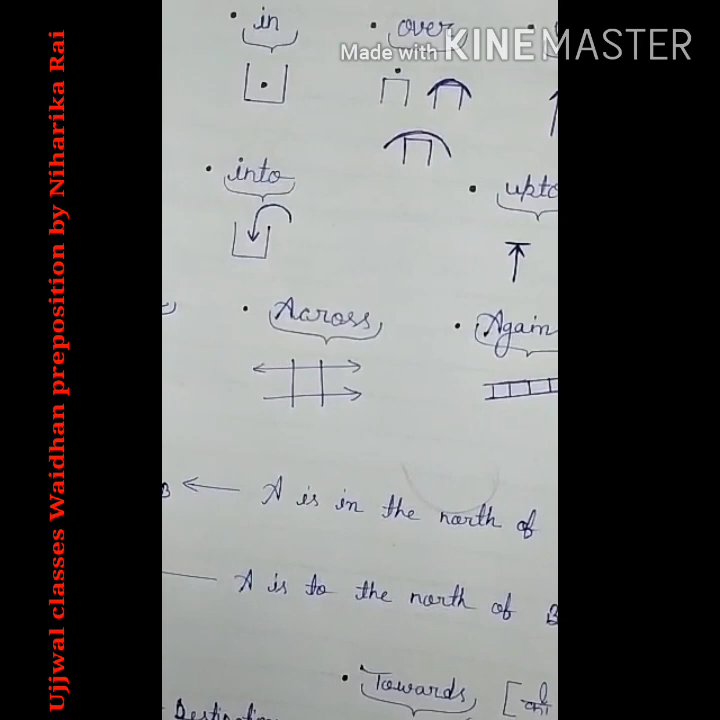 Ujjwal classes Waidhan preposition by Niharika Rai
Made with KINEMASTER
in
over
into
upto
Across
Again
A is in the north of
A is to the north of B
Towards